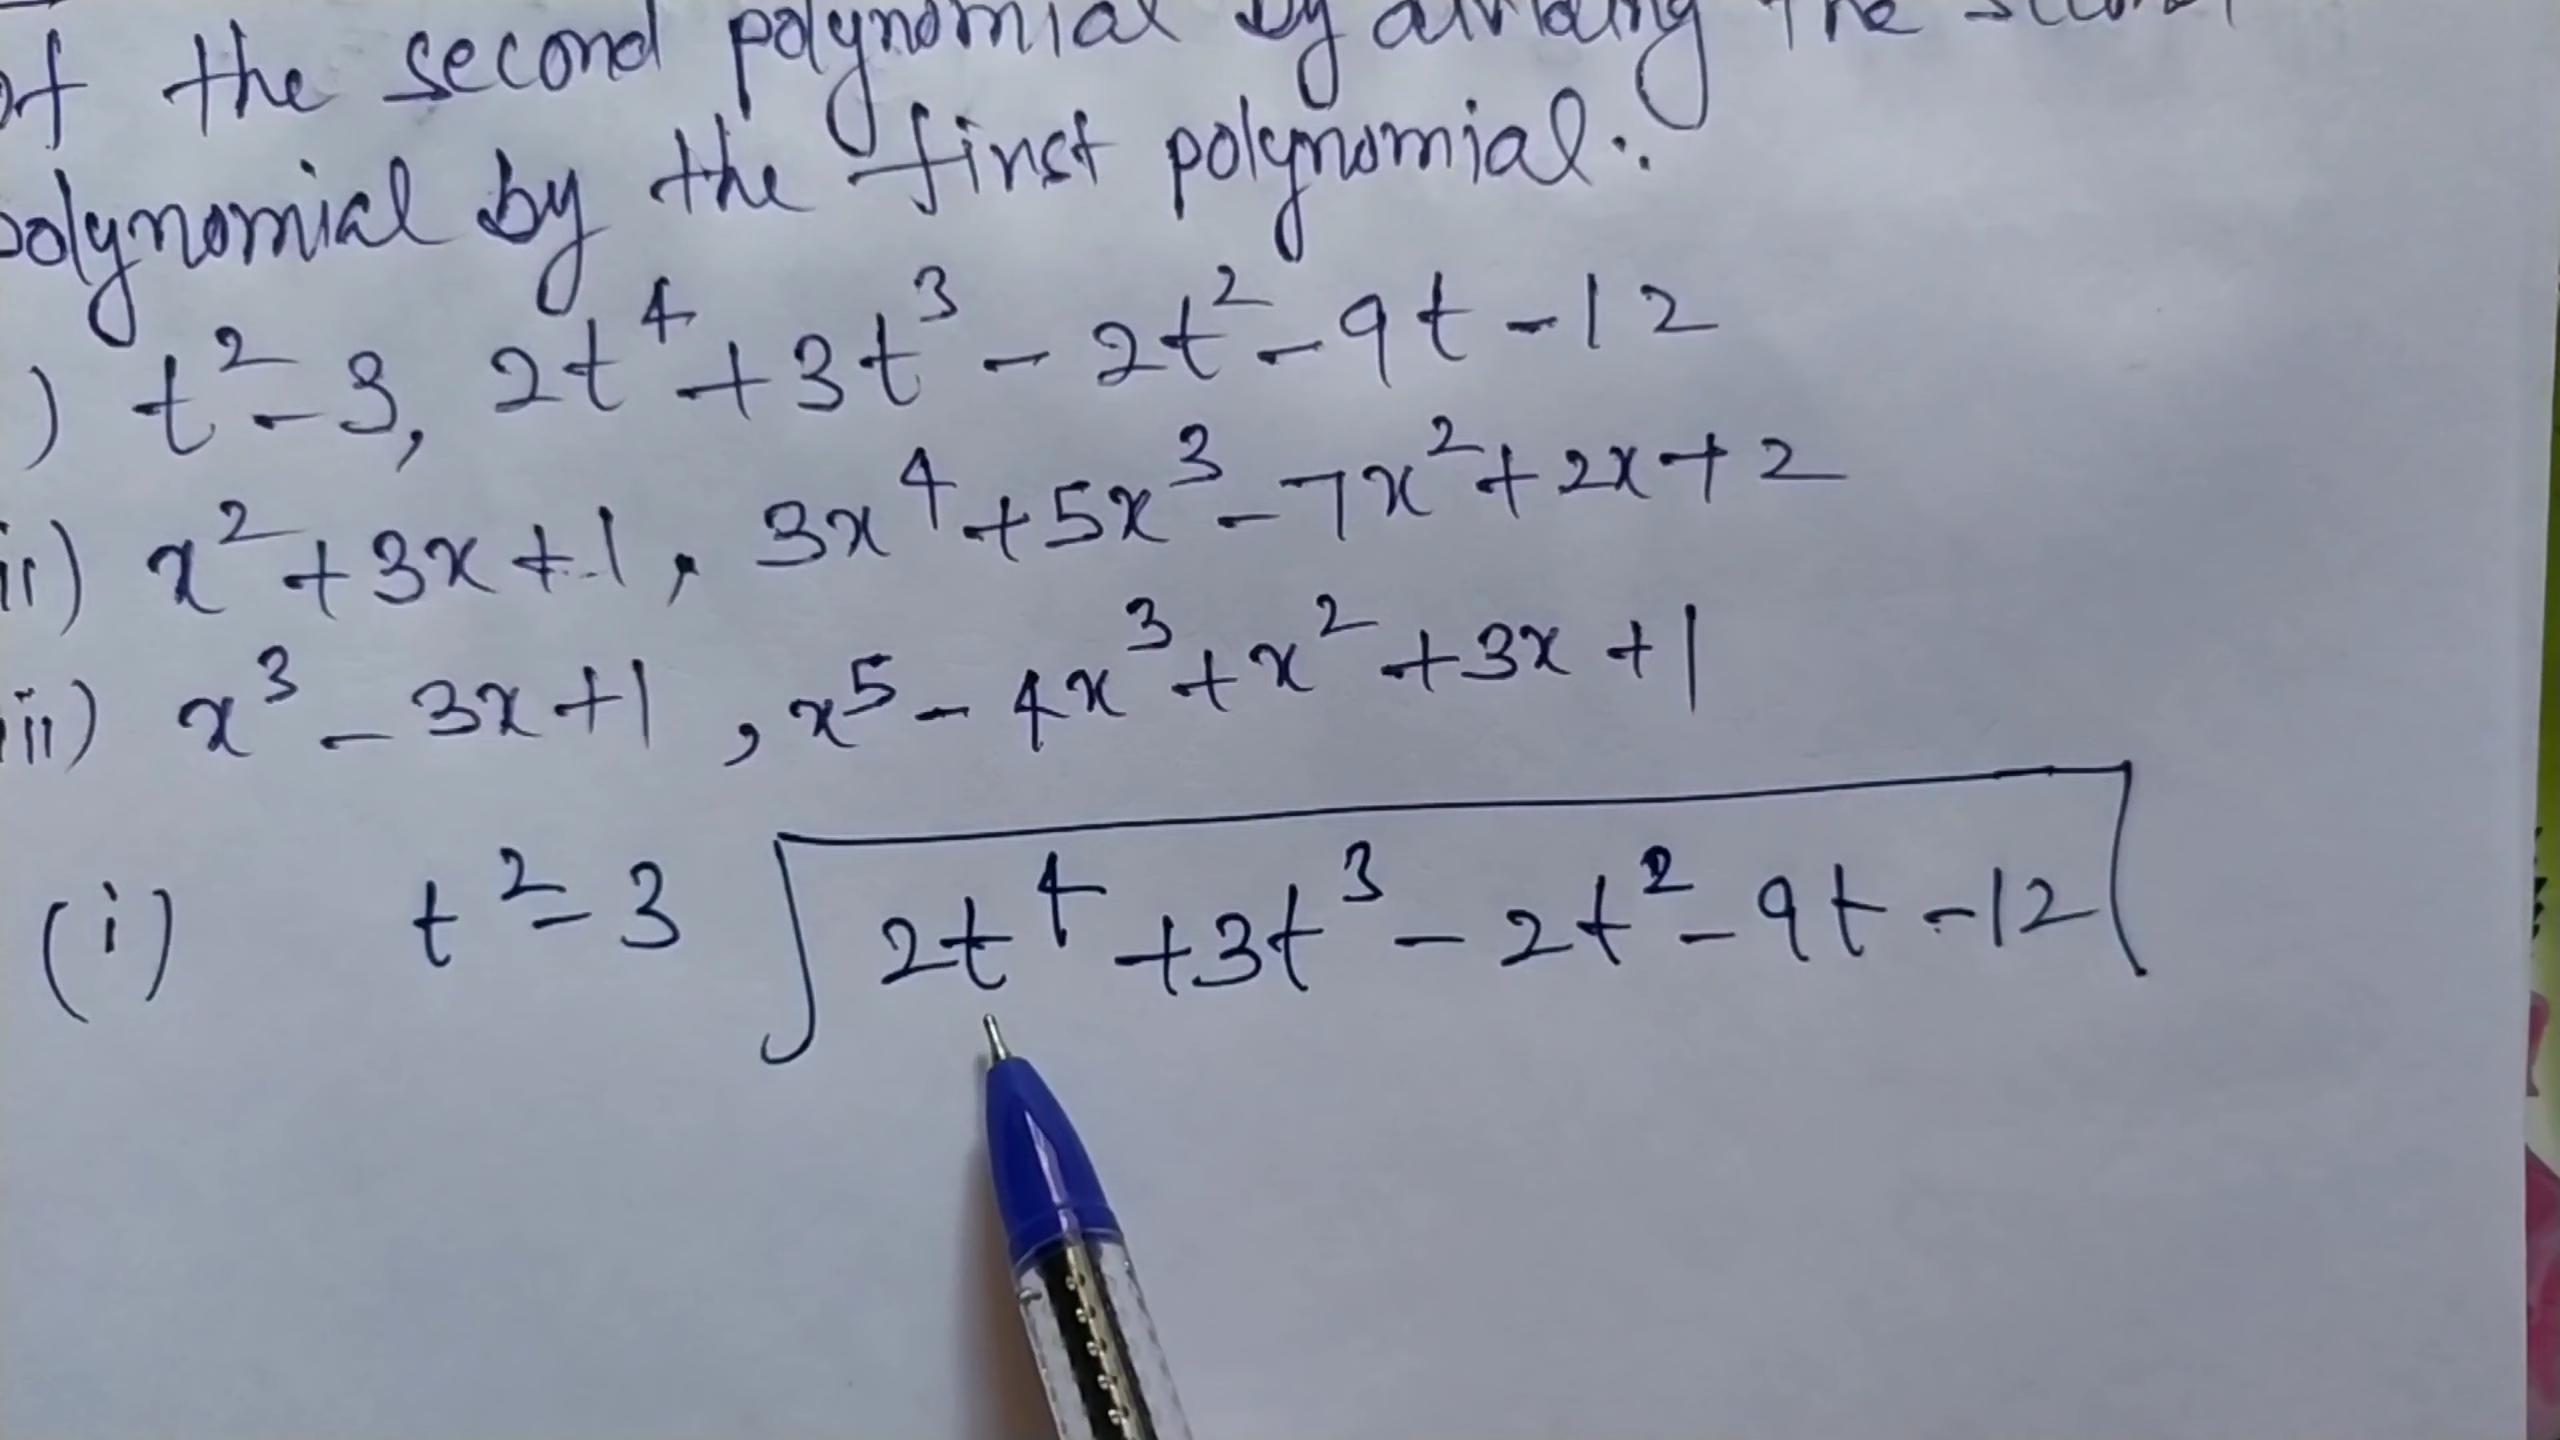 of the second polynomial by dividing the second
polynomial by the first polynomial:
) t² - 3, 2t⁴ + 3t³ - 2t² - 9t - 12
ii) x² + 3x + 1, 3x⁴ + 5x³ - 7x² + 2x + 2
iii) x³ - 3x + 1, x⁵ - 4x³ + x² + 3x + 1
(i) t² - 3 2t⁴ + 3t³ - 2t² - 9t - 12